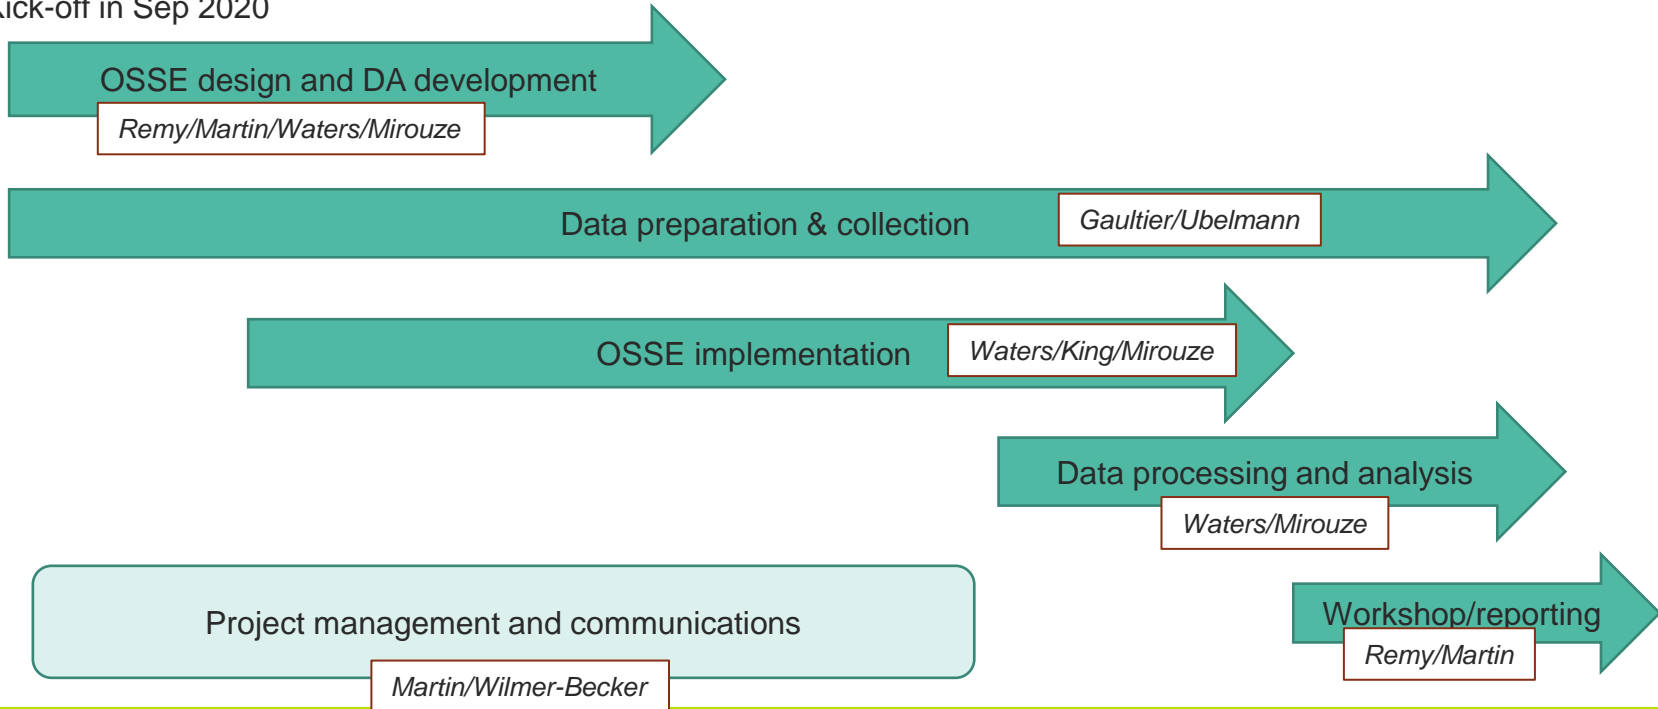 Kick-off in Sep 2020
OSSE design and DA development
Remy/Martin/Waters/Mirouze
Data preparation & collection
Gaultier/Ubelmann
OSSE implementation
Waters/King/Mirouze
Data processing and analysis
Waters/Mirouze
Project management and communications
Martin/Wilmer-Becker
Workshop/reporting
Remy/Martin